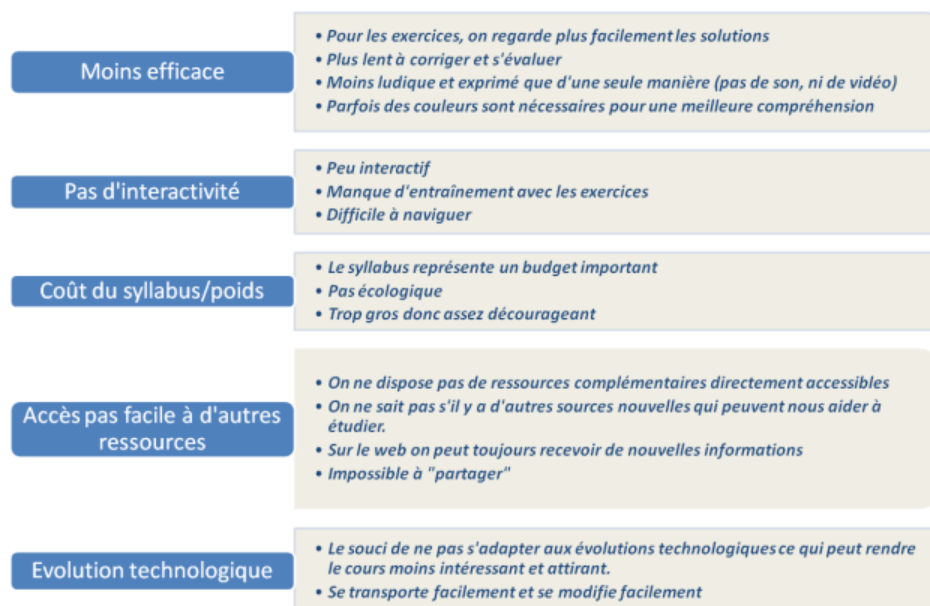 Moins efficace
• Pour les exercices, on regarde plus facilement les solutions
• Plus lent à corriger et s'évaluer
• Moins ludique et exprimé que d'une seule manière (pas de son, ni de vidéo)
• Parfois des couleurs sont nécessaires pour une meilleure compréhension
Pas d'interactivité
• Peu interactif
• Manque d'entraînement avec les exercices
• Difficile à naviguer
Coût du syllabus/poids
• Le syllabus représente un budget important
• Pas écologique
• Trop gros donc assez décourageant
Accès pas facile à d'autres
ressources
• On ne dispose pas de ressources complémentaires directement accessibles
• On ne sait pas s'il y a d'autres sources nouvelles qui peuvent nous aider à
étudier.
• Sur le web on peut toujours recevoir de nouvelles informations
• Impossible à "partager"
Evolution technologique
• Le souci de ne pas s'adapter aux évolutions technologiques ce qui peut rendre
le cours moins intéressant et attirant.
• Se transporte facilement et se modifie facilement